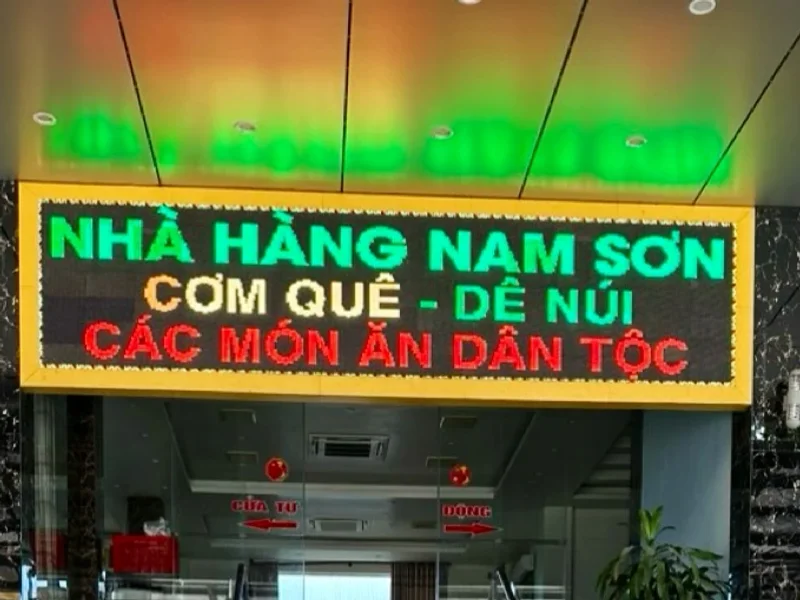 NHÀ HÀNG NAM SƠN
CƠM QUÊ - DÊ NÚI
CÁC MÓN ĂN DÂN TỘC
CỬA TỰ ĐỘNG